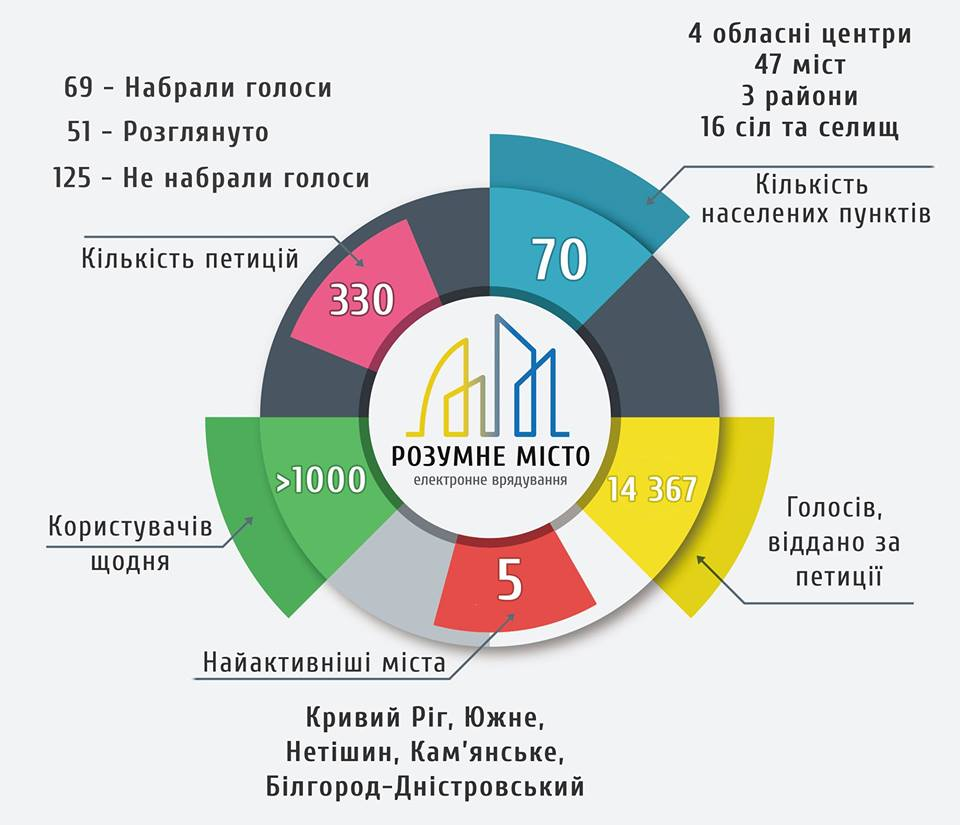 4 обласні центри
47 міст
3 райони
16 сіл та селищ
Кількість
населених пунктів
70
69 - Набрали голоси
51 - Розглянуто
125 - Не набрали голоси
Кількість петицій
330
РОЗУМНЕ МІСТО
електронне врядування
>1000
Користувачів
щодня
14 367
Голосів,
віддано за
петиції
5
Найактивніші міста
Кривий Ріг, Южне,
Нетішин, Кам'янське,
Білгород-Дністровський